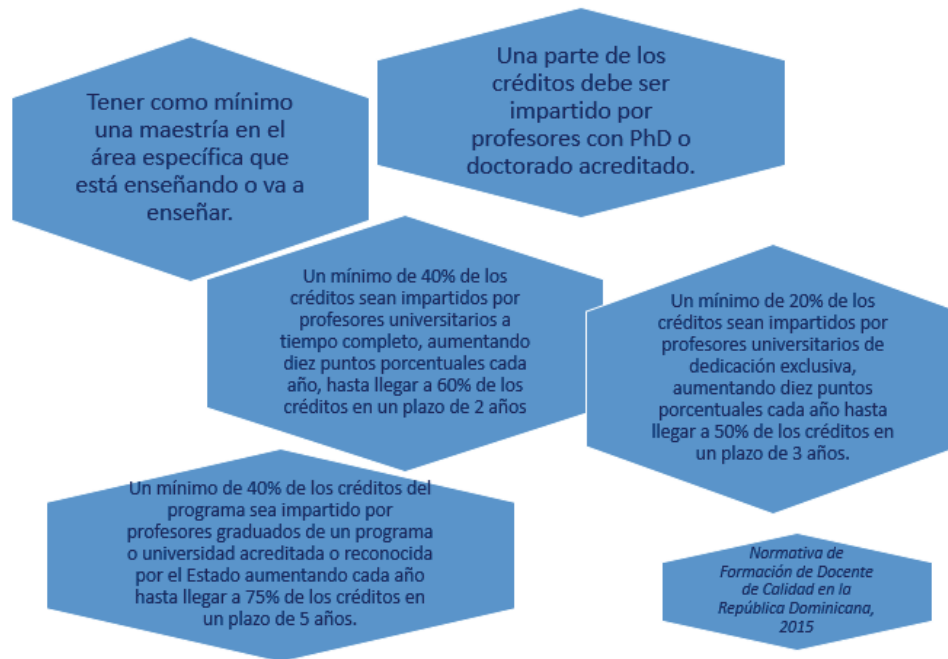 Tener como mínimo
una maestría en el
área específica que
está enseñando o va a
enseñar.
Una parte de los
créditos debe ser
impartido por
profesores con PhD o
doctorado acreditado.
Un mínimo de 40% de los
créditos sean impartidos por
profesores universitarios a
tiempo completo, aumentando
diez puntos porcentuales cada
año, hasta llegar a 60% de los
créditos en un plazo de 2 años
Un mínimo de 20% de los
créditos sean impartidos por
profesores universitarios de
dedicación exclusiva,
aumentando diez puntos
porcentuales cada año hasta
llegar a 50% de los créditos en
un plazo de 3 años.
Un mínimo de 40% de los créditos del
programa sea impartido por
profesores graduados de un programa
o universidad acreditada o reconocida
por el Estado aumentando cada año
hasta llegar a 75% de los créditos en
un plazo de 5 años.
Normativa de
Formación de Docente
de Calidad en la
República Dominicana,
2015